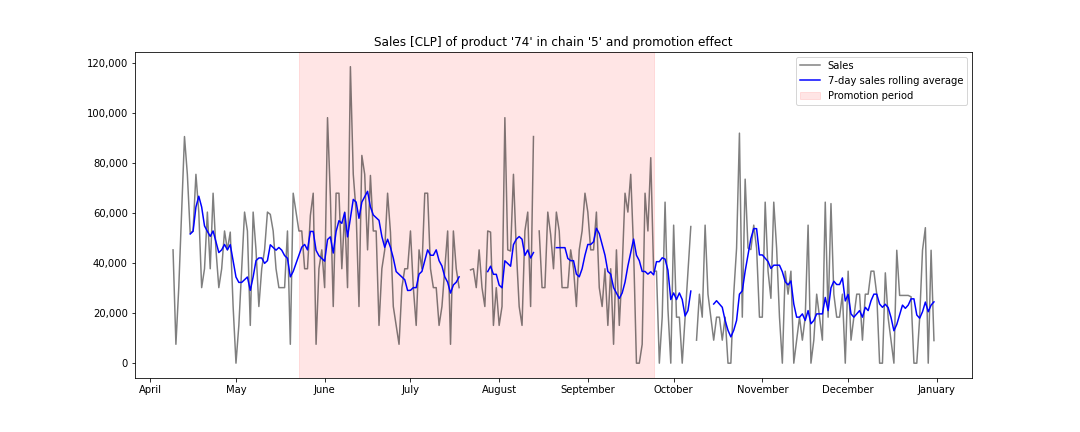 Sales [CLP] of product '74' in chain '5' and promotion effect
120,000
100,000
80,000
60,000
40,000
20,000
0
Sales
7-day sales rolling average
Promotion period
April May June July August September October November December January